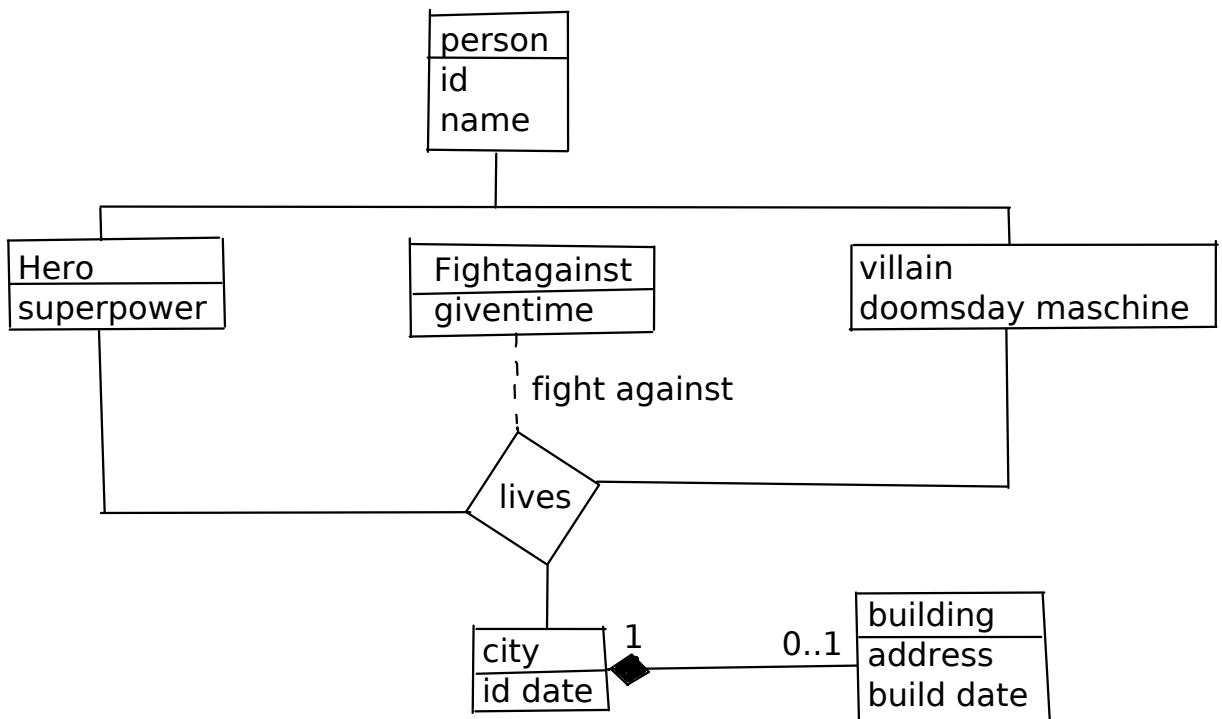 person
id
name
Hero
superpower
Fightagainst
giventime
villain
doomsday maschine
fight against
lives
city
id date
1
0..1
building
address
build date